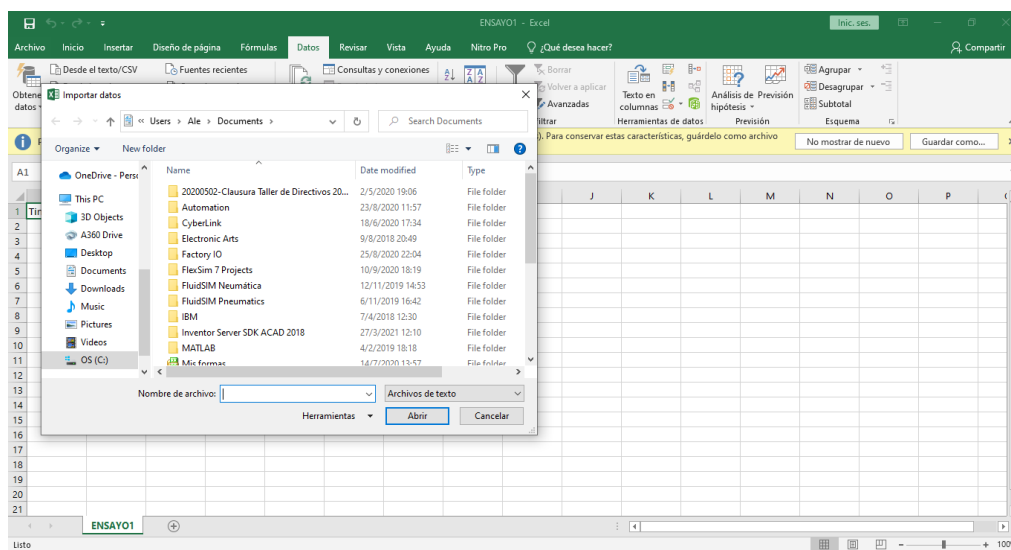 ENSAYO1 - Excel
Inic. ses.
Archivo Inicio Insertar Diseño de página Fórmulas Datos Revisar Vista Ayuda Nitro Pro ¿Qué desea hacer? Compartir
Desde el texto/CSV Fuentes recientes Consultas y conexiones Borrar Agrupar
Volver a aplicar Desagrupar
Avanzadas Subtotal
Texto en columnas
Análisis de hipótesis
Previsión
Herramientas de datos Previsión Esquema
Importar datos
Users > Ale > Documents >
Search Documents
). Para conservar estas características, guárdelo como archivo No mostrar de nuevo Guardar como...
Organize New folder
A1
Name Date modified Type
OneDrive - Perso
This PC
3D Objects
A360 Drive
Desktop
Documents
Downloads
Music
Pictures
Videos
OS (C:)
20200502-Clausura Taller de Directivos 20... 2/5/2020 19:06 File folder
Automation 23/8/2020 11:57 File folder
CyberLink 18/6/2020 17:34 File folder
Electronic Arts 9/8/2018 20:49 File folder
Factory IO 25/8/2020 22:04 File folder
FlexSim 7 Projects 10/9/2020 18:19 File folder
FluidSIM Neumática 12/11/2019 14:53 File folder
FluidSIM Pneumatics 6/11/2019 16:42 File folder
IBM 7/4/2018 12:30 File folder
Inventor Server SDK ACAD 2018 27/3/2021 12:10 File folder
MATLAB 4/2/2019 18:18 File folder
Mis formas 14/7/2020 13:57 File folder
Nombre de archivo: Archivos de texto
Herramientas Abrir Cancelar
J K L M N O P
1
2
3
4
5
6
7
8
9
10
11
12
13
14
15
16
17
18
19
20
21
ENSAYO1
Listo